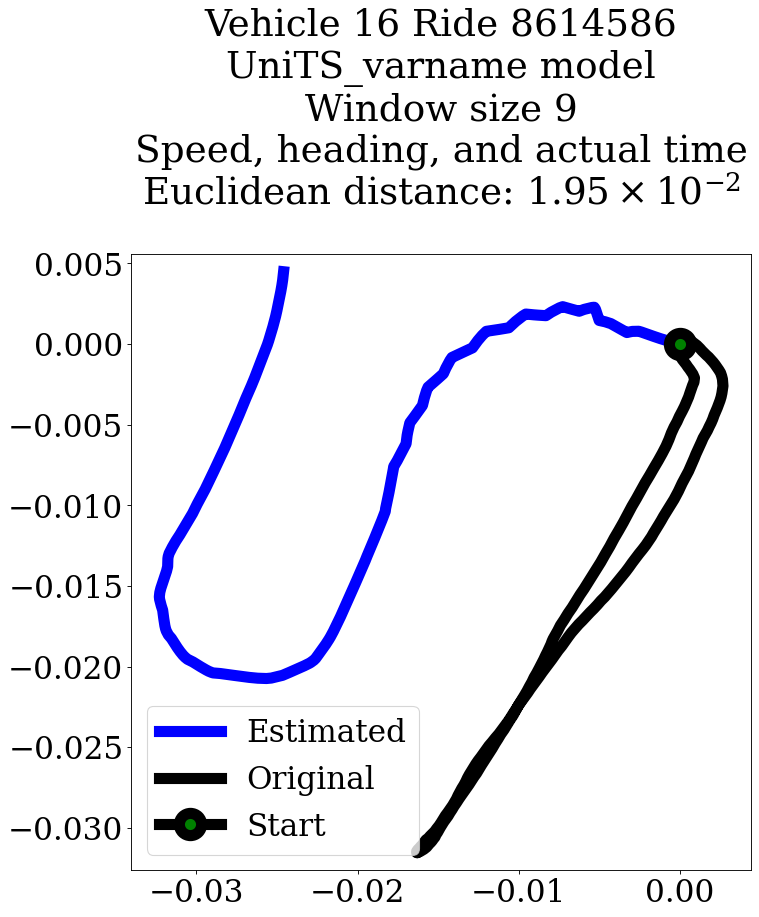 Vehicle 16 Ride 8614586
UniTS_varname model
Window size 9
Speed, heading, and actual time
Euclidean distance: 1.95 × 10⁻²
0.005
0.000
−0.005
−0.010
−0.015
−0.020
−0.025
−0.030
Estimated
Original
Start
−0.03 −0.02 −0.01 0.00